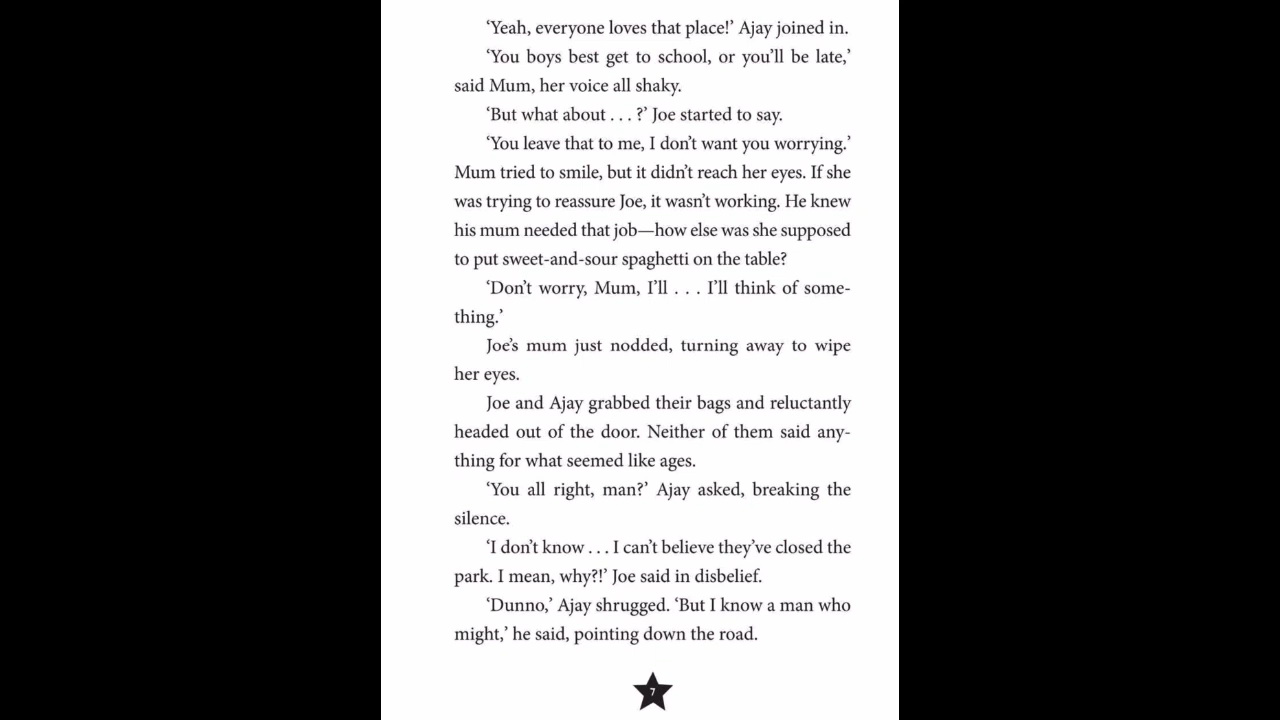 ‘Yeah, everyone loves that place!’ Ajay joined in.
‘You boys best get to school, or you’ll be late,’
said Mum, her voice all shaky.
‘But what about . . . ?’ Joe started to say.
‘You leave that to me, I don’t want you worrying.’
Mum tried to smile, but it didn’t reach her eyes. If she
was trying to reassure Joe, it wasn’t working. He knew
his mum needed that job—how else was she supposed
to put sweet-and-sour spaghetti on the table?
‘Don’t worry, Mum, I’ll . . . I’ll think of some-
thing.’
Joe’s mum just nodded, turning away to wipe
her eyes.
Joe and Ajay grabbed their bags and reluctantly
headed out of the door. Neither of them said any-
thing for what seemed like ages.
‘You all right, man?’ Ajay asked, breaking the
silence.
‘I don’t know . . . I can’t believe they’ve closed the
park. I mean, why?!’ Joe said in disbelief.
‘Dunno,’ Ajay shrugged. ‘But I know a man who
might,’ he said, pointing down the road.
7